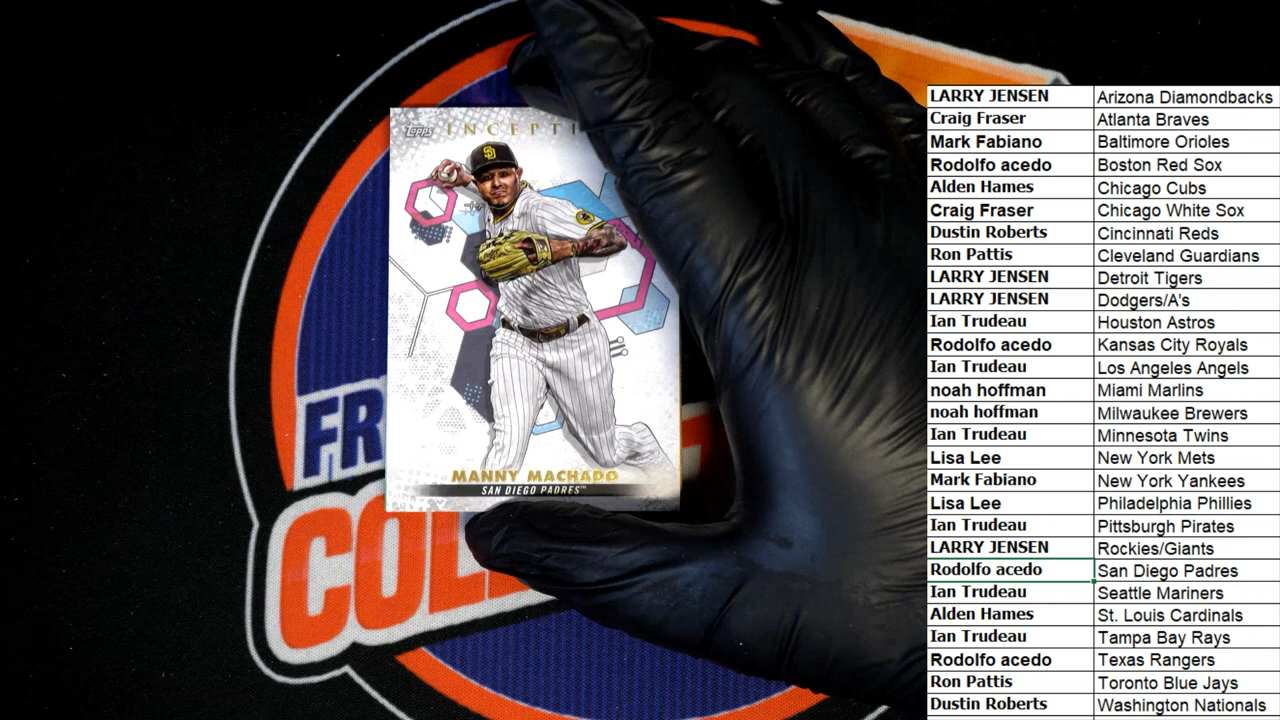 Topps INCEPTI
SD
MANNY MACHADO
SAN DIEGO PADRES™
FR
COL
LARRY JENSEN Arizona Diamondbacks
Craig Fraser Atlanta Braves
Mark Fabiano Baltimore Orioles
Rodolfo acedo Boston Red Sox
Alden Hames Chicago Cubs
Craig Fraser Chicago White Sox
Dustin Roberts Cincinnati Reds
Ron Pattis Cleveland Guardians
LARRY JENSEN Detroit Tigers
LARRY JENSEN Dodgers/A's
Ian Trudeau Houston Astros
Rodolfo acedo Kansas City Royals
Ian Trudeau Los Angeles Angels
noah hoffman Miami Marlins
noah hoffman Milwaukee Brewers
Ian Trudeau Minnesota Twins
Lisa Lee New York Mets
Mark Fabiano New York Yankees
Lisa Lee Philadelphia Phillies
Ian Trudeau Pittsburgh Pirates
LARRY JENSEN Rockies/Giants
Rodolfo acedo San Diego Padres
Ian Trudeau Seattle Mariners
Alden Hames St. Louis Cardinals
Ian Trudeau Tampa Bay Rays
Rodolfo acedo Texas Rangers
Ron Pattis Toronto Blue Jays
Dustin Roberts Washington Nationals